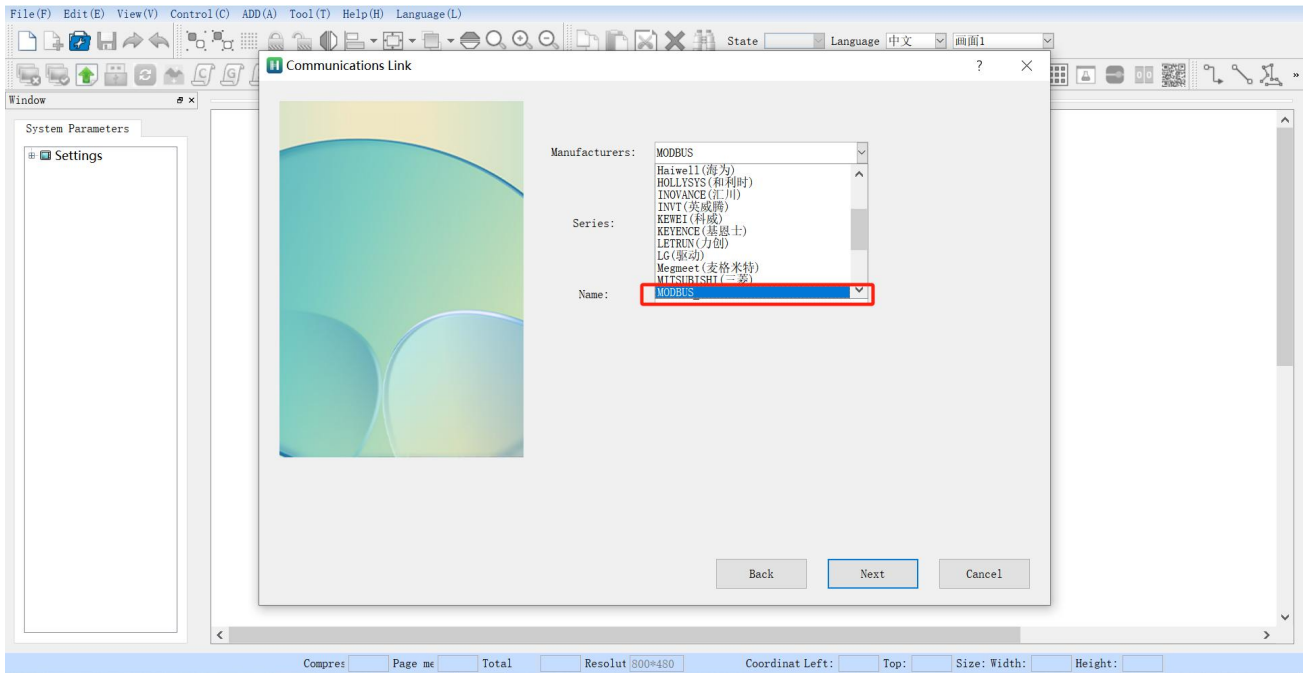 File(F) Edit(E) View(V) Control(C) ADD(A) Tool(T) Help(H) Language(L)
State Language 中文 画面1
Communications Link ? ×
Window
System Parameters
Settings
Manufacturers: MODBUS
Haiwell(海为)
HOLLYSYS(和利时)
INOVANCE(汇川)
INVT(英威腾)
KEWEI(科威)
Series:
KEYENCE(基恩士)
LETRUN(力创)
LG(驱动)
Megmeet(麦格米特)
MITSUBISHI(三菱)
Name: MODBUS_
Back Next Cancel
Compres Page me Total Resolut 800*480 Coordinat Left: Top: Size: Width: Height: